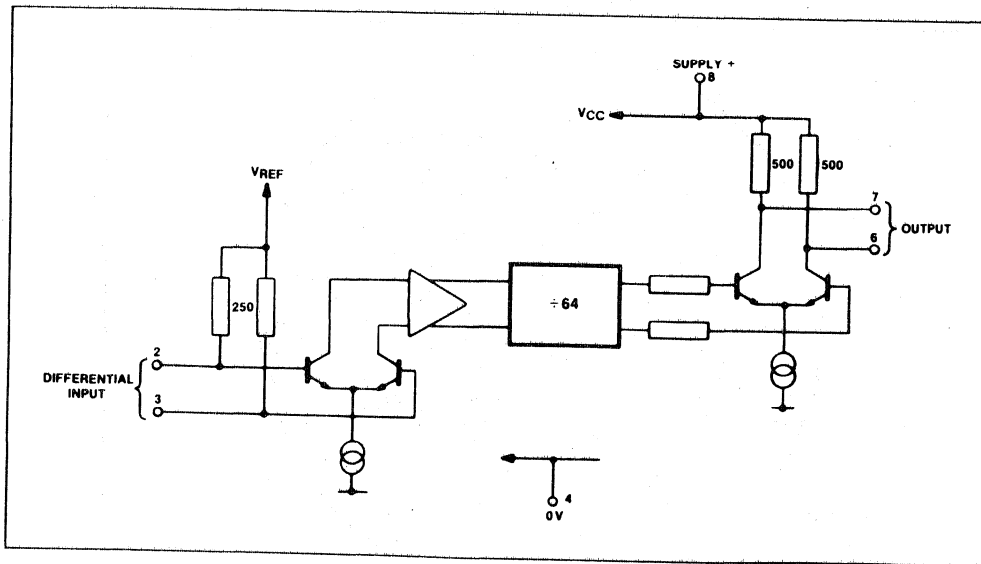 SUPPLY +
8
VCC
500
500
VREF
7
OUTPUT
6
250
÷64
2
DIFFERENTIAL
INPUT
3
4
0V